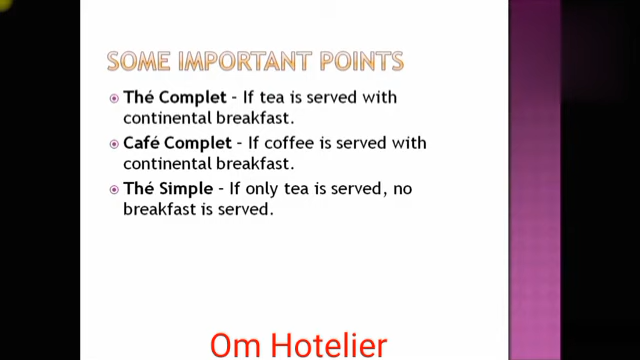 SOME IMPORTANT POINTS
Thé Complet – If tea is served with
continental breakfast.
Café Complet – If coffee is served with
continental breakfast.
Thé Simple – If only tea is served, no
breakfast is served.
Om Hotelier